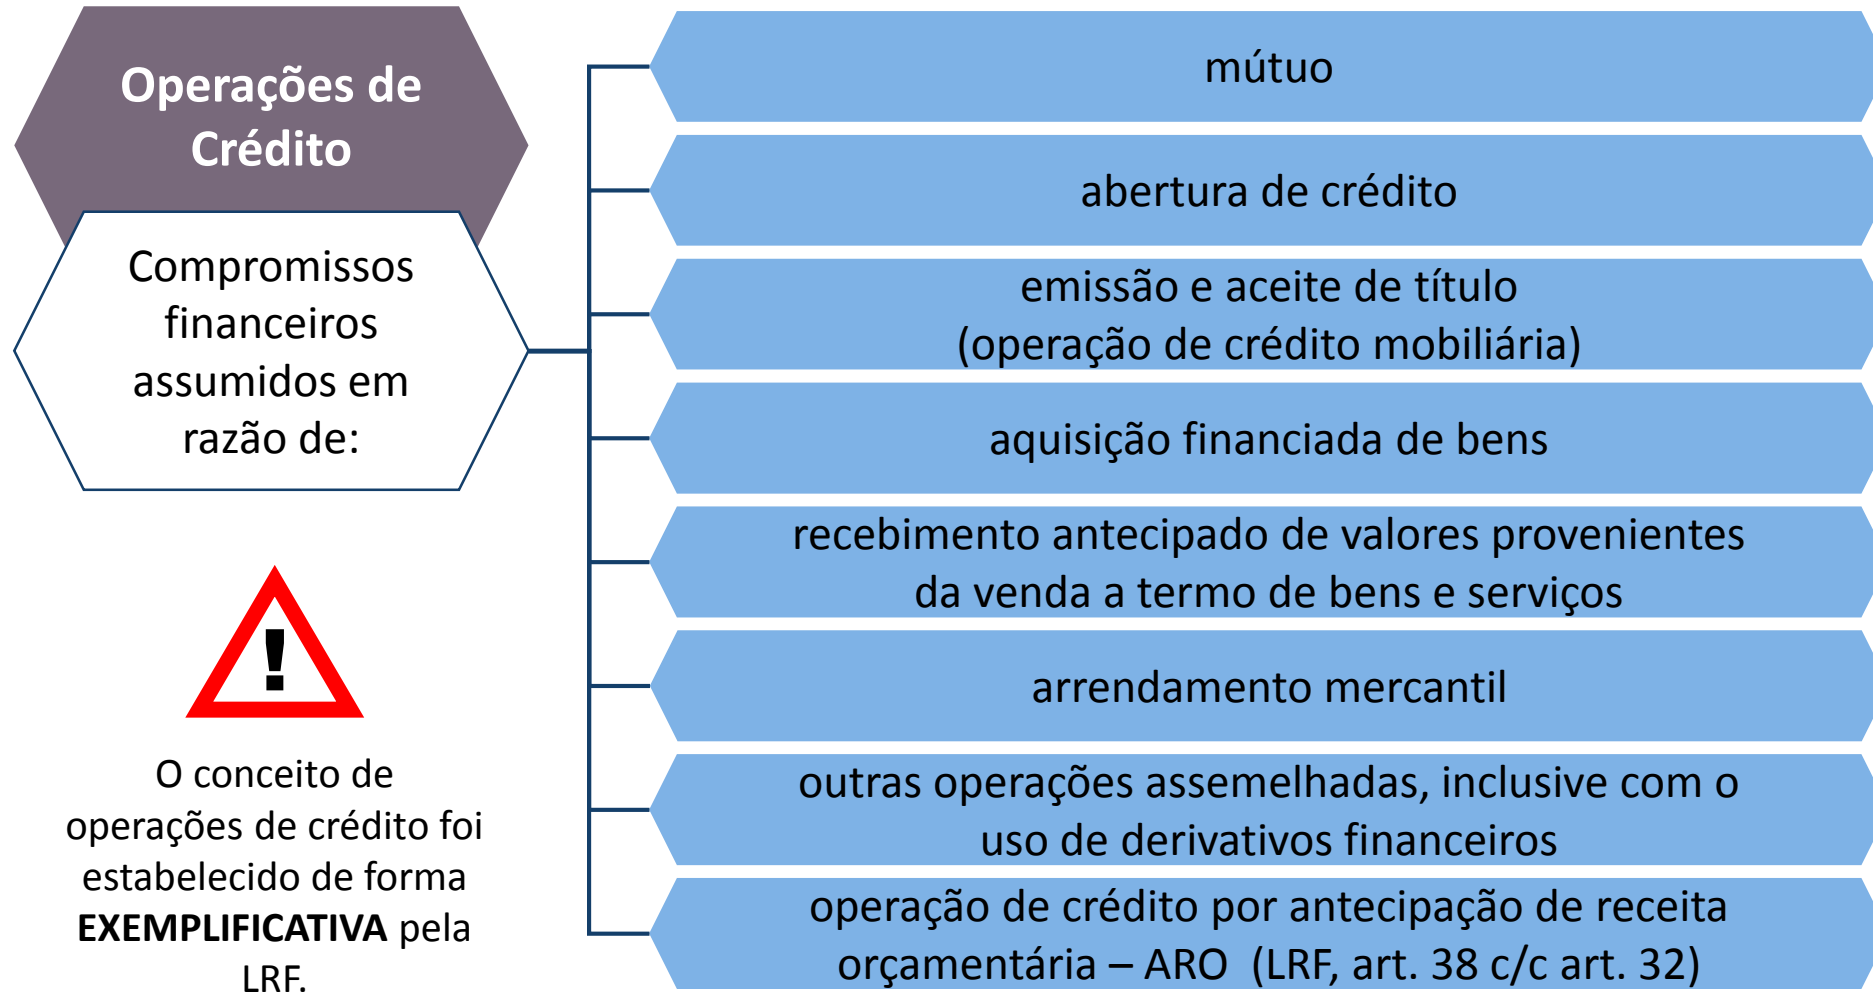 Operações de
Crédito
Compromissos
financeiros
assumidos em
razão de:
!
O conceito de
operações de crédito foi
estabelecido de forma
EXEMPLIFICATIVA pela
LRF.
mútuo
abertura de crédito
emissão e aceite de título
(operação de crédito mobiliária)
aquisição financiada de bens
recebimento antecipado de valores provenientes
da venda a termo de bens e serviços
arrendamento mercantil
outras operações assemelhadas, inclusive com o
uso de derivativos financeiros
operação de crédito por antecipação de receita
orçamentária – ARO (LRF, art. 38 c/c art. 32)